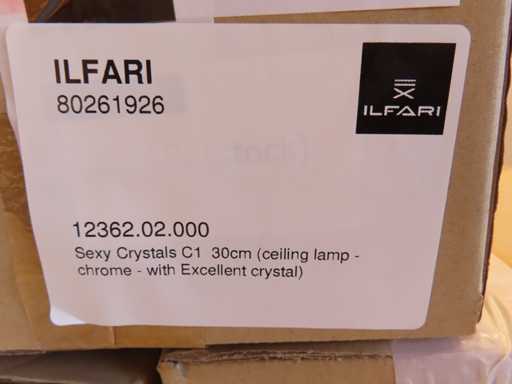 ILFARI
80261926
ILFARI
12362.02.000
Sexy Crystals C1 30cm (ceiling lamp -
chrome - with Excellent crystal)